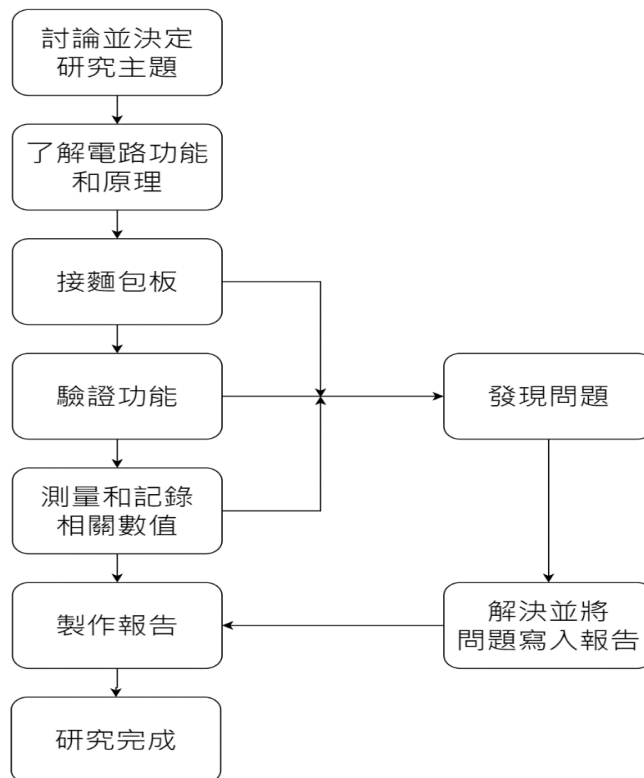 討論並決定
研究主題
了解電路功能
和原理
接麵包板
驗證功能
發現問題
測量和記錄
相關數值
製作報告
解決並將
問題寫入報告
研究完成